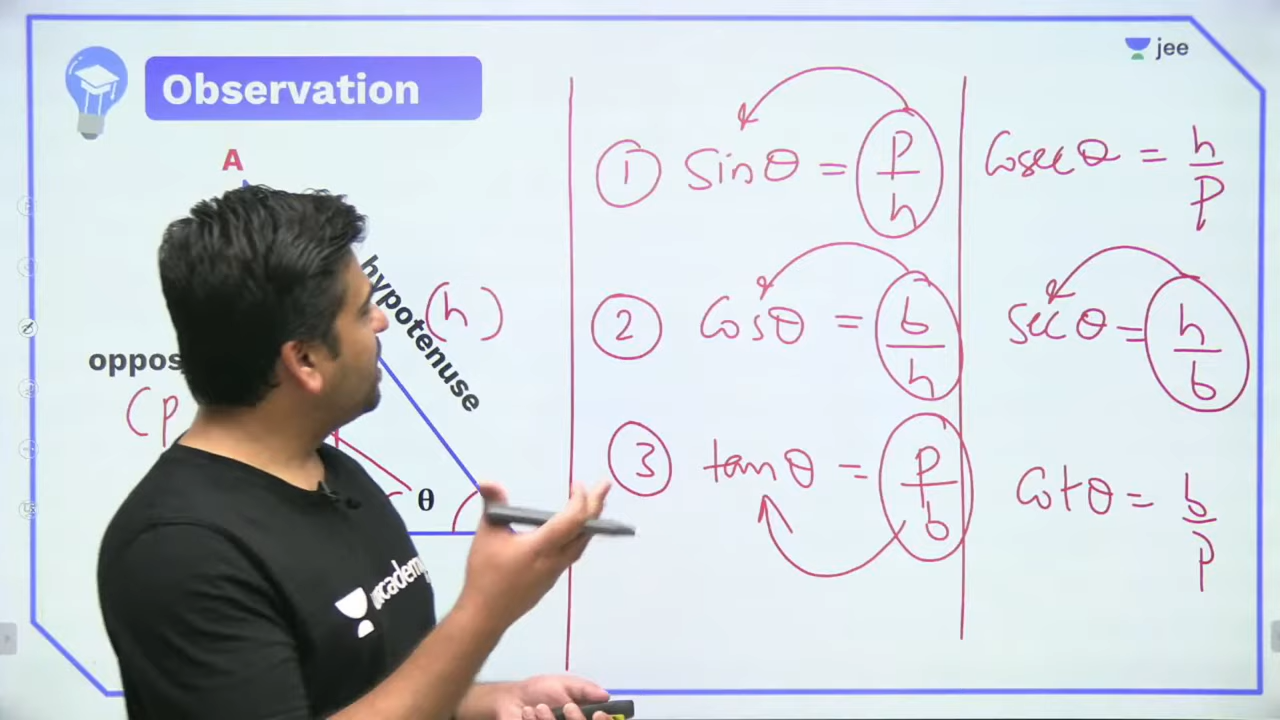 Observation
jee
A
hypotenuse
(h)
oppos
(p
θ
1 Sinθ = p/h
Cosecθ = h/p
2 Cosθ = b/h
Secθ = h/b
3 tanθ = p/b
Cotθ = b/p